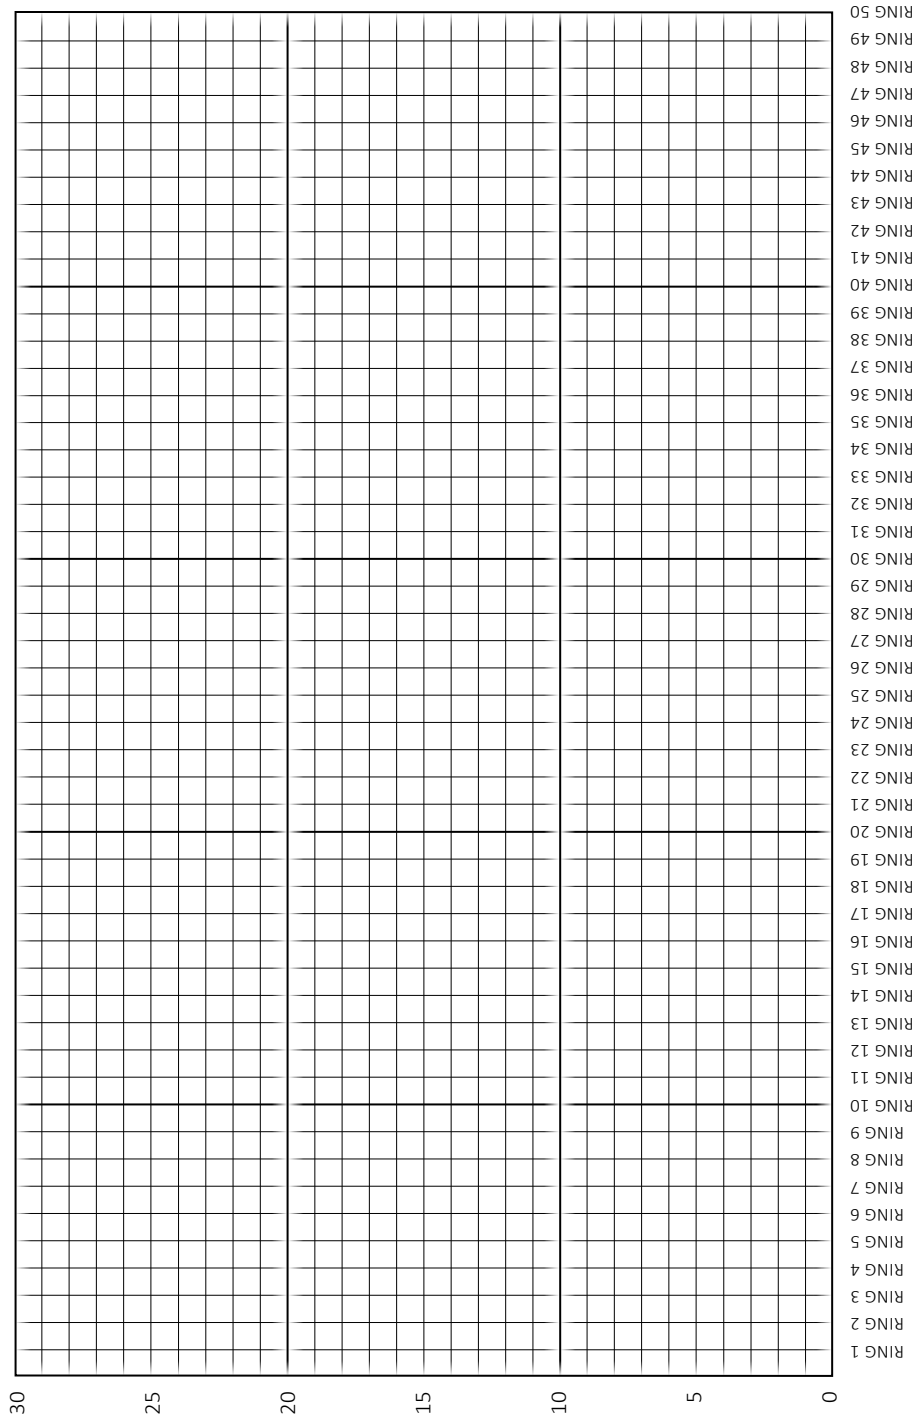 RING 50
RING 49
RING 48
RING 47
RING 46
RING 45
RING 44
RING 43
RING 42
RING 41
RING 40
RING 39
RING 38
RING 37
RING 36
RING 35
RING 34
RING 33
RING 32
RING 31
RING 30
RING 29
RING 28
RING 27
RING 26
RING 25
RING 24
RING 23
RING 22
RING 21
RING 20
RING 19
RING 18
RING 17
RING 16
RING 15
RING 14
RING 13
RING 12
RING 11
RING 10
RING 9
RING 8
RING 7
RING 6
RING 5
RING 4
RING 3
RING 2
RING 1
30
25
20
15
10
5
0